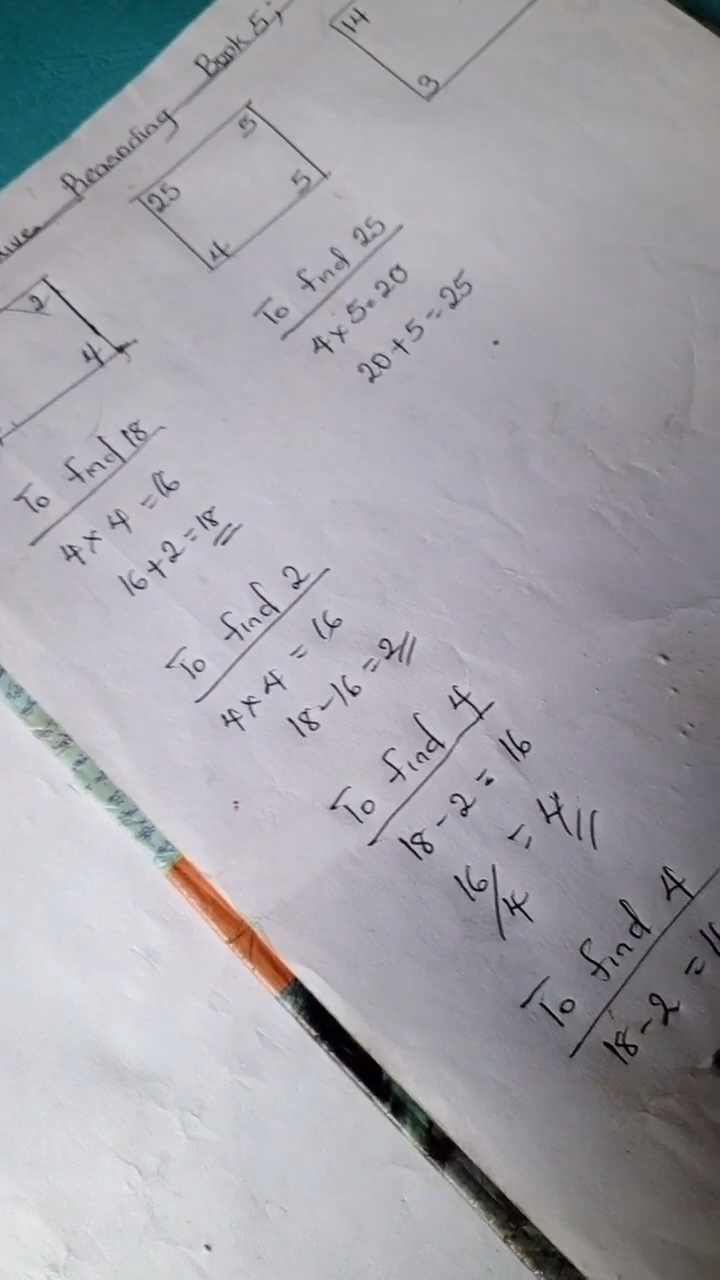 Reasoning Book 5;
14
3
25 5
4 5
2
4
To find 25
4 x 5 = 20
20 + 5 = 25
To find 18
4 x 4 = 16
16 + 2 = 18
To find 2
4 x 4 = 16
18 - 16 = 2
To find 4
18 - 2 = 16
16/4 = 4
To find 4
18 - 2 =